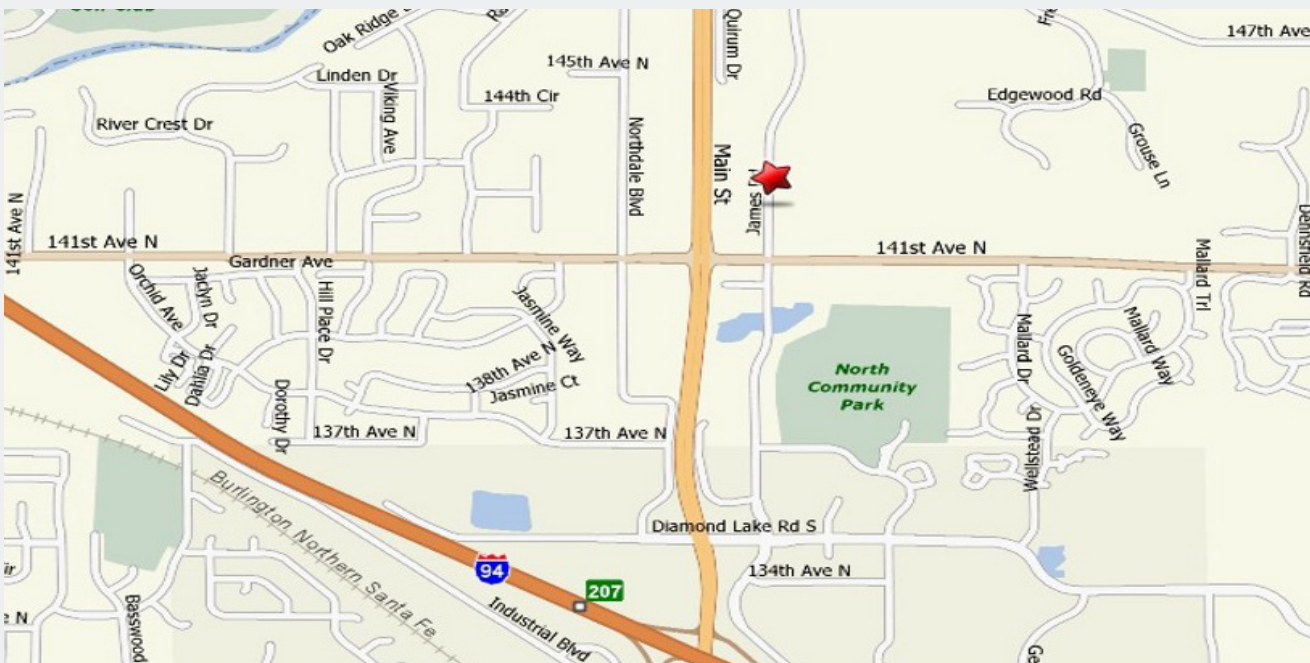 Oak Ridge
147th Ave
Quirum Dr
145th Ave N
Linden Dr
Viking Ave
144th Cir
Edgewood Rd
River Crest Dr
Northdale Blvd
Main St
James Rd
Grouse Ln
141st Ave N
141st Ave N
141st Ave N
Gardner Ave
Mallard Trl
Orchid Ave
Jaclyn Dr
Hill Place Dr
Jasmine Way
Mallard Dr
Mallard Way
Goldeneye Way
Lily Dr
Dahlia Dr
138th Ave N
Jasmine Ct
North
Community
Park
Dorothy Dr
137th Ave N
137th Ave N
Welstead Dr
Burlington Northern Santa Fe
Diamond Lake Rd S
94
134th Ave N
207
Industrial Blvd
Basswood